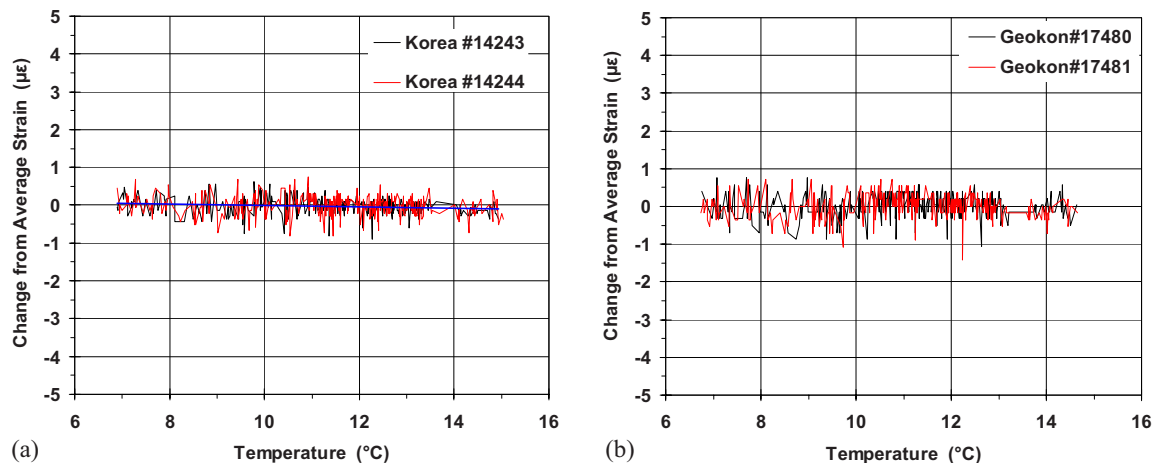 5
4
3
2
1
0
-1
-2
-3
-4
-5
Change from Average Strain (µε)
Korea #14243
Korea #14244
6 8 10 12 14 16
(a) Temperature (°C)
5
4
3
2
1
0
-1
-2
-3
-4
-5
Change from Average Strain (µε)
Geokon#17480
Geokon#17481
6 8 10 12 14 16
(b) Temperature (°C)